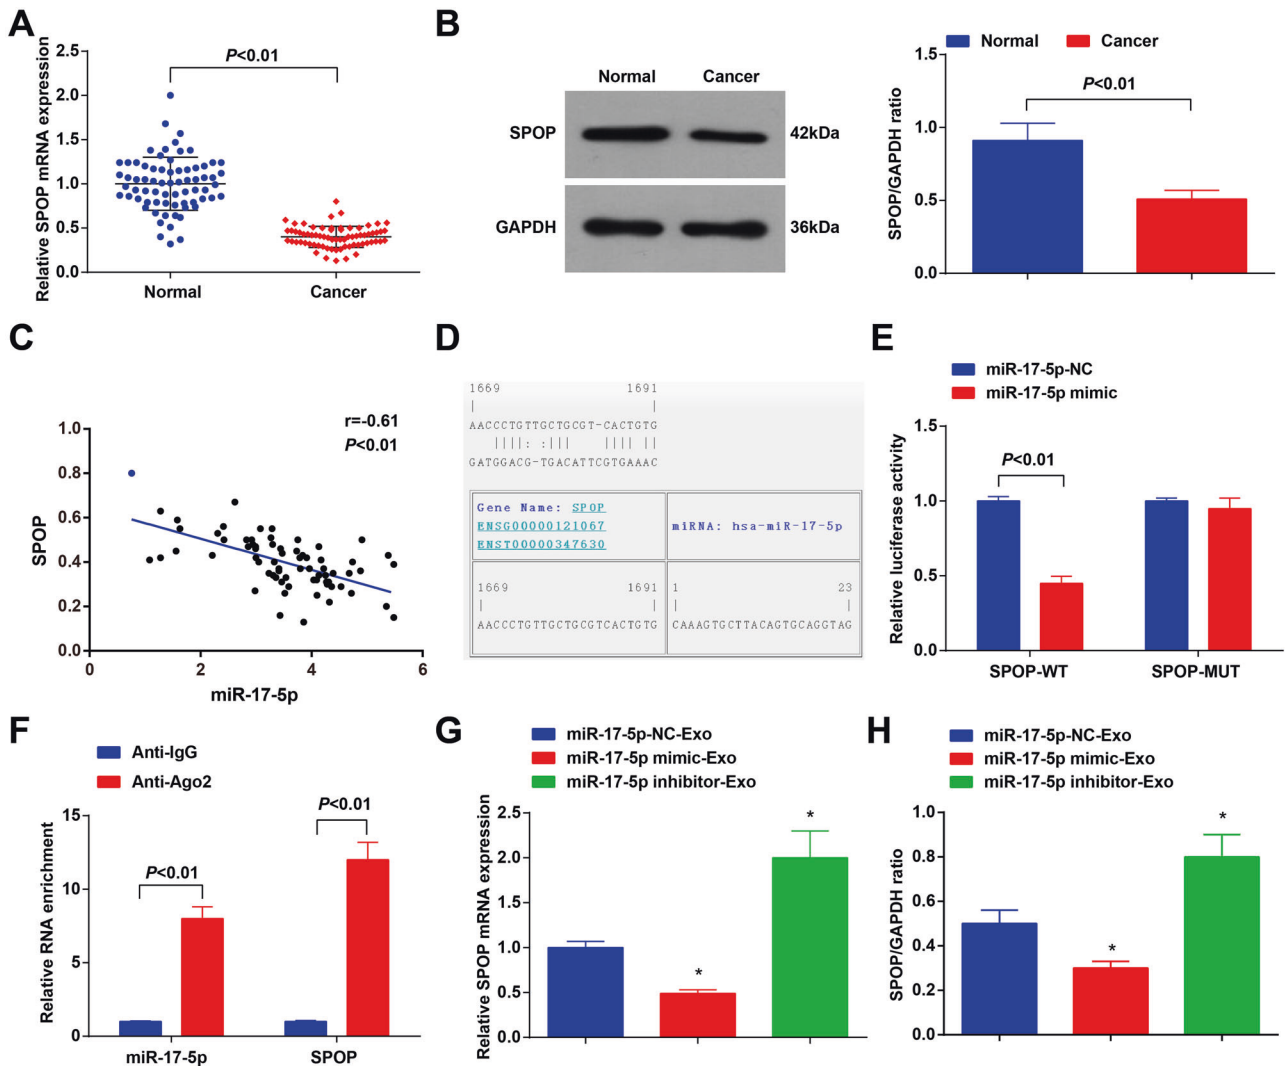 A
Relative SPOP mRNA expression
2.5
2.0
1.5
1.0
0.5
0.0
P<0.01
Normal
Cancer
B
Normal
Cancer
SPOP
42kDa
GAPDH
36kDa
Normal
Cancer
SPOP/GAPDH ratio
1.5
1.0
0.5
0.0
P<0.01
C
SPOP
1.0
0.8
0.6
0.4
0.2
0.0
r=-0.61
P<0.01
0
2
4
6
miR-17-5p
D
1669 1691
AACCCTGTTGCTGCGT-CACTGTG
GATGGACG-TGACATTCGTGAAAC
Gene Name: SPOP
ENSG00000121067
ENST00000347630
miRNA: hsa-miR-17-5p
1669 1691
AACCCTGTTGCTGCGTCACTGTG
1 23
CAAAGTGCTTACAGTGCAGGTAG
E
miR-17-5p-NC
miR-17-5p mimic
Relative luciferase activity
1.5
1.0
0.5
0.0
P<0.01
SPOP-WT
SPOP-MUT
F
Anti-IgG
Anti-Ago2
Relative RNA enrichment
15
10
5
0
P<0.01
P<0.01
miR-17-5p
SPOP
G
miR-17-5p-NC-Exo
miR-17-5p mimic-Exo
miR-17-5p inhibitor-Exo
Relative SPOP mRNA expression
2.5
2.0
1.5
1.0
0.5
0.0
*
*
H
miR-17-5p-NC-Exo
miR-17-5p mimic-Exo
miR-17-5p inhibitor-Exo
SPOP/GAPDH ratio
1.0
0.8
0.6
0.4
0.2
0.0
*
*